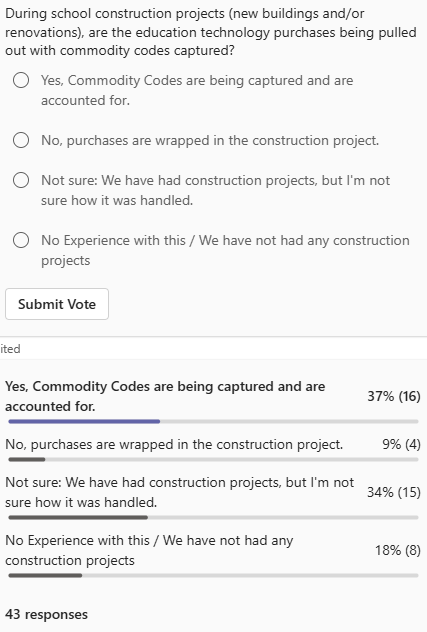 During school construction projects (new buildings and/or
renovations), are the education technology purchases being pulled
out with commodity codes captured?
Yes, Commodity Codes are being captured and are
accounted for.
No, purchases are wrapped in the construction project.
Not sure: We have had construction projects, but I'm not
sure how it was handled.
No Experience with this / We have not had any construction
projects
Submit Vote
ited
Yes, Commodity Codes are being captured and are
accounted for.
37% (16)
No, purchases are wrapped in the construction project.
9% (4)
Not sure: We have had construction projects, but I'm not
sure how it was handled.
34% (15)
No Experience with this / We have not had any
construction projects
18% (8)
43 responses